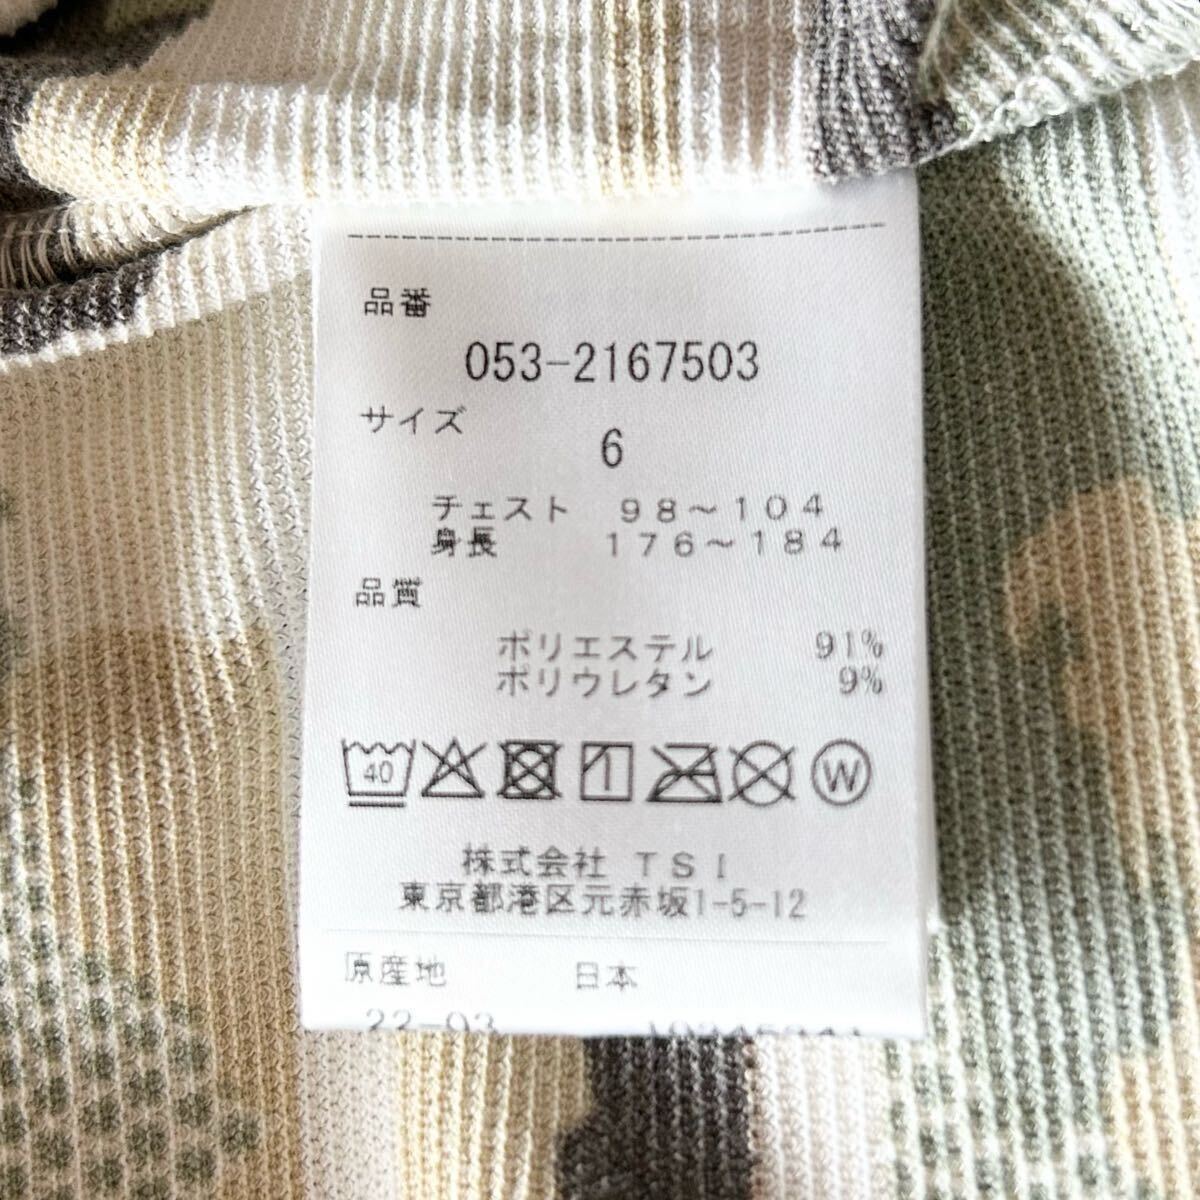 品番
053-2167503
サイズ
6
チェスト 98～104
身長 176～184
品質
ポリエステル 91%
ポリウレタン 9%
40
W
株式会社 TSI
東京都港区元赤坂1-5-12
原産地 日本
22-03